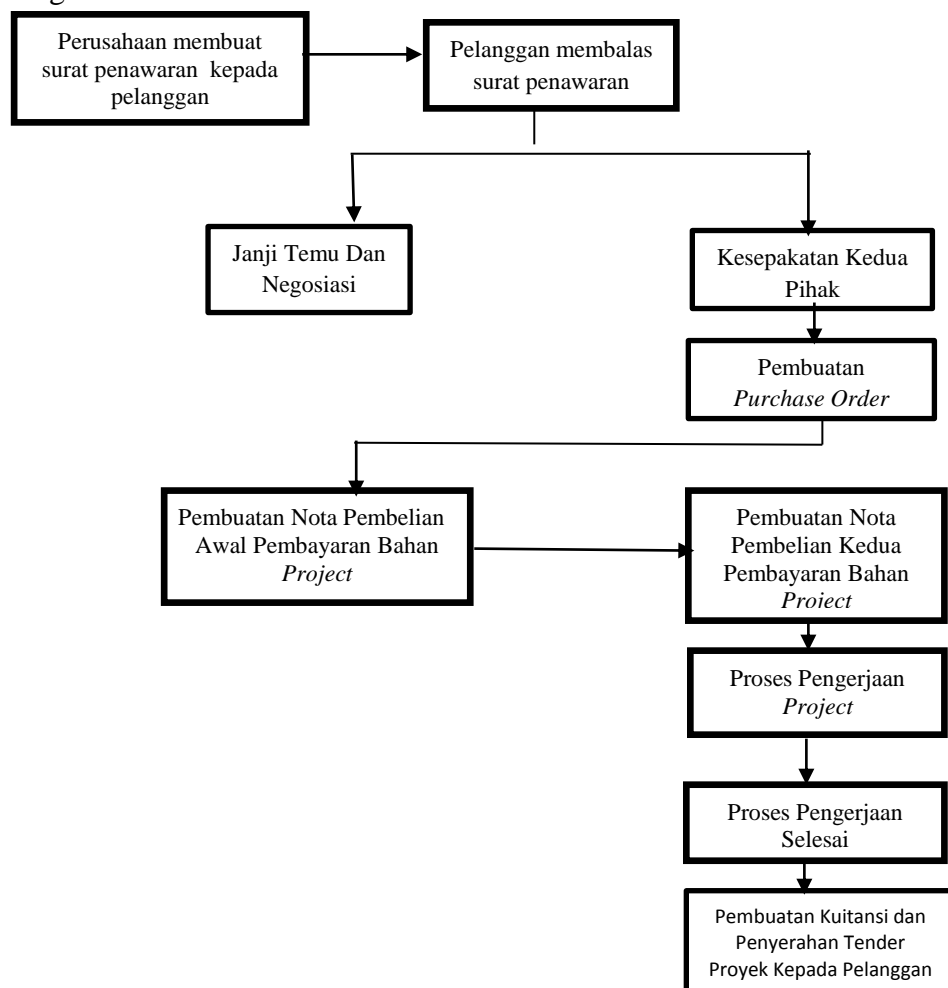 Perusahaan membuat
surat penawaran kepada
pelanggan
Pelanggan membalas
surat penawaran
Janji Temu Dan
Negosiasi
Kesepakatan Kedua
Pihak
Pembuatan
Purchase Order
Pembuatan Nota Pembelian
Awal Pembayaran Bahan
Project
Pembuatan Nota
Pembelian Kedua
Pembayaran Bahan
Project
Proses Pengerjaan
Project
Proses Pengerjaan
Selesai
Pembuatan Kuitansi dan
Penyerahan Tender
Proyek Kepada Pelanggan